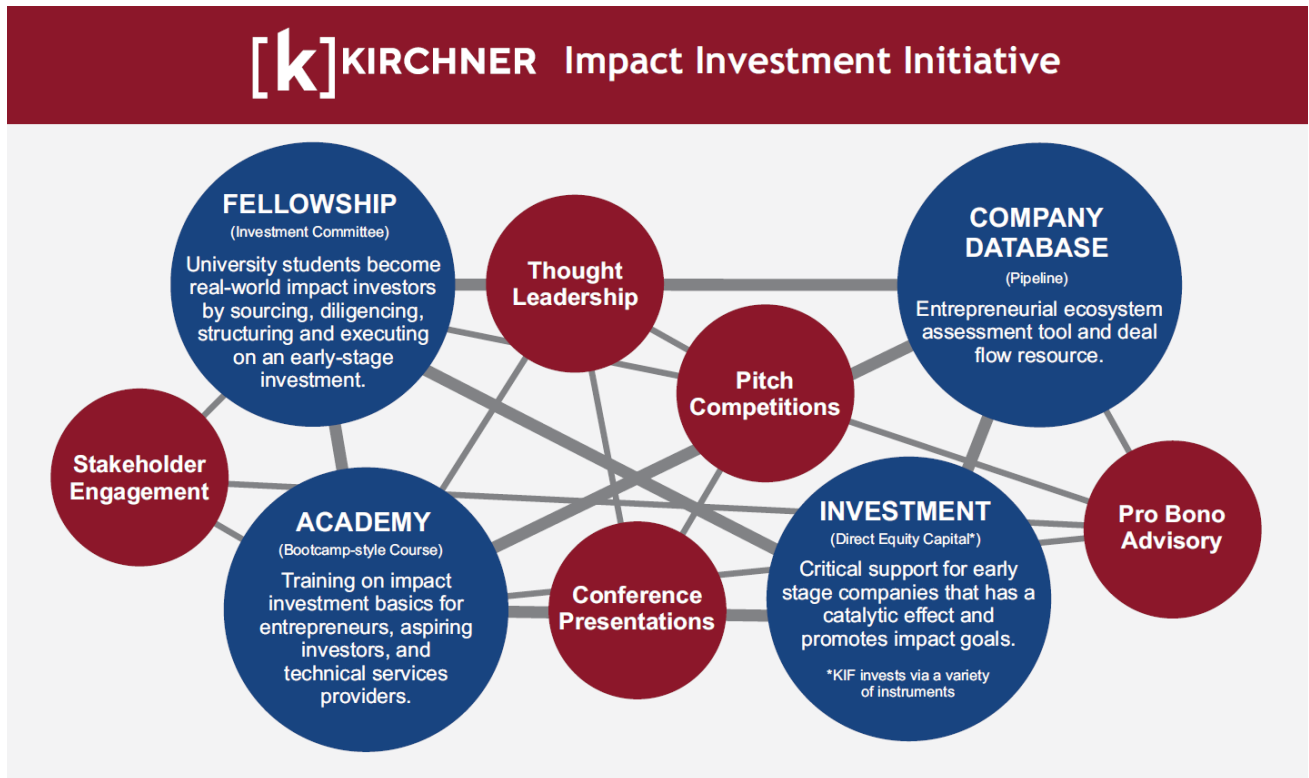 [k] KIRCHNER Impact Investment Initiative
FELLOWSHIP
(Investment Committee)
University students become
real-world impact investors
by sourcing, diligencing,
structuring and executing
on an early-stage
investment.
Thought
Leadership
COMPANY
DATABASE
(Pipeline)
Entrepreneurial ecosystem
assessment tool and deal
flow resource.
Pitch
Competitions
Stakeholder
Engagement
ACADEMY
(Bootcamp-style Course)
Training on impact
investment basics for
entrepreneurs, aspiring
investors, and
technical services
providers.
Conference
Presentations
INVESTMENT
(Direct Equity Capital*)
Critical support for early
stage companies that has a
catalytic effect and
promotes impact goals.
*KIF invests via a variety
of instruments
Pro Bono
Advisory